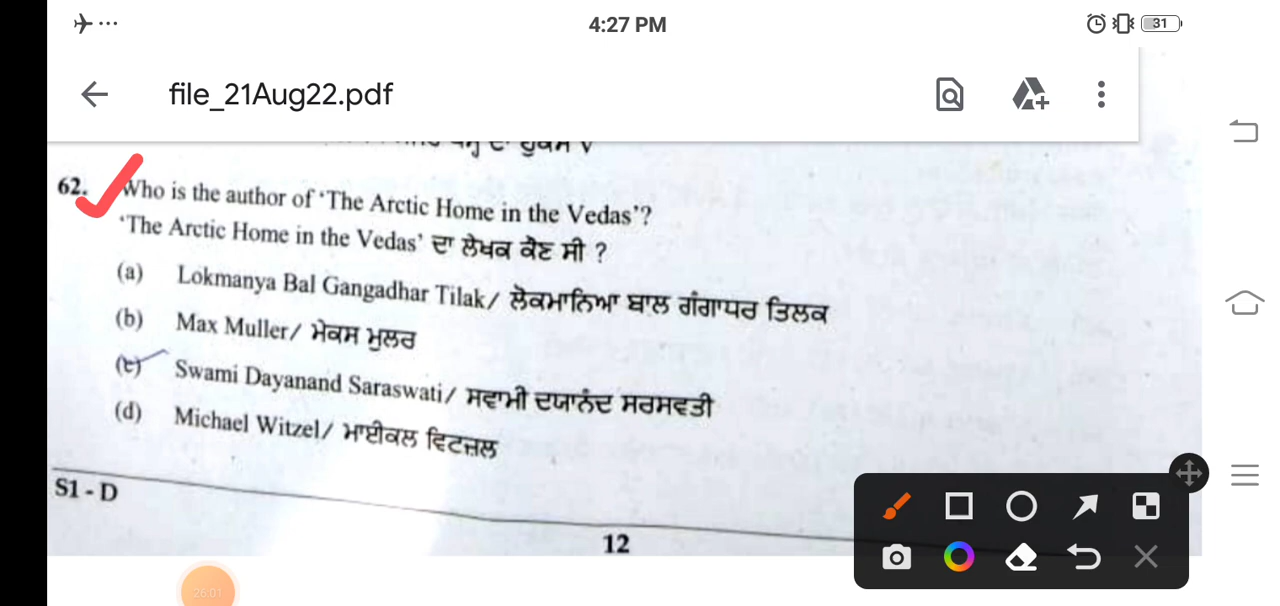 4:27 PM
31
file_21Aug22.pdf
62. Who is the author of ‘The Arctic Home in the Vedas’?
‘The Arctic Home in the Vedas’ ਦਾ ਲੇਖਕ ਕੌਣ ਸੀ ?
(a) Lokmanya Bal Gangadhar Tilak/ ਲੋਕਮਾਨਿਆ ਬਾਲ ਗੰਗਾਧਰ ਤਿਲਕ
(b) Max Muller/ ਮੇਕਸ ਮੁਲਰ
(c) Swami Dayanand Saraswati/ ਸਵਾਮੀ ਦਯਾਨੰਦ ਸਰਸਵਤੀ
(d) Michael Witzel/ ਮਾਈਕਲ ਵਿਟਜ਼ਲ
S1 - D
12
26:01